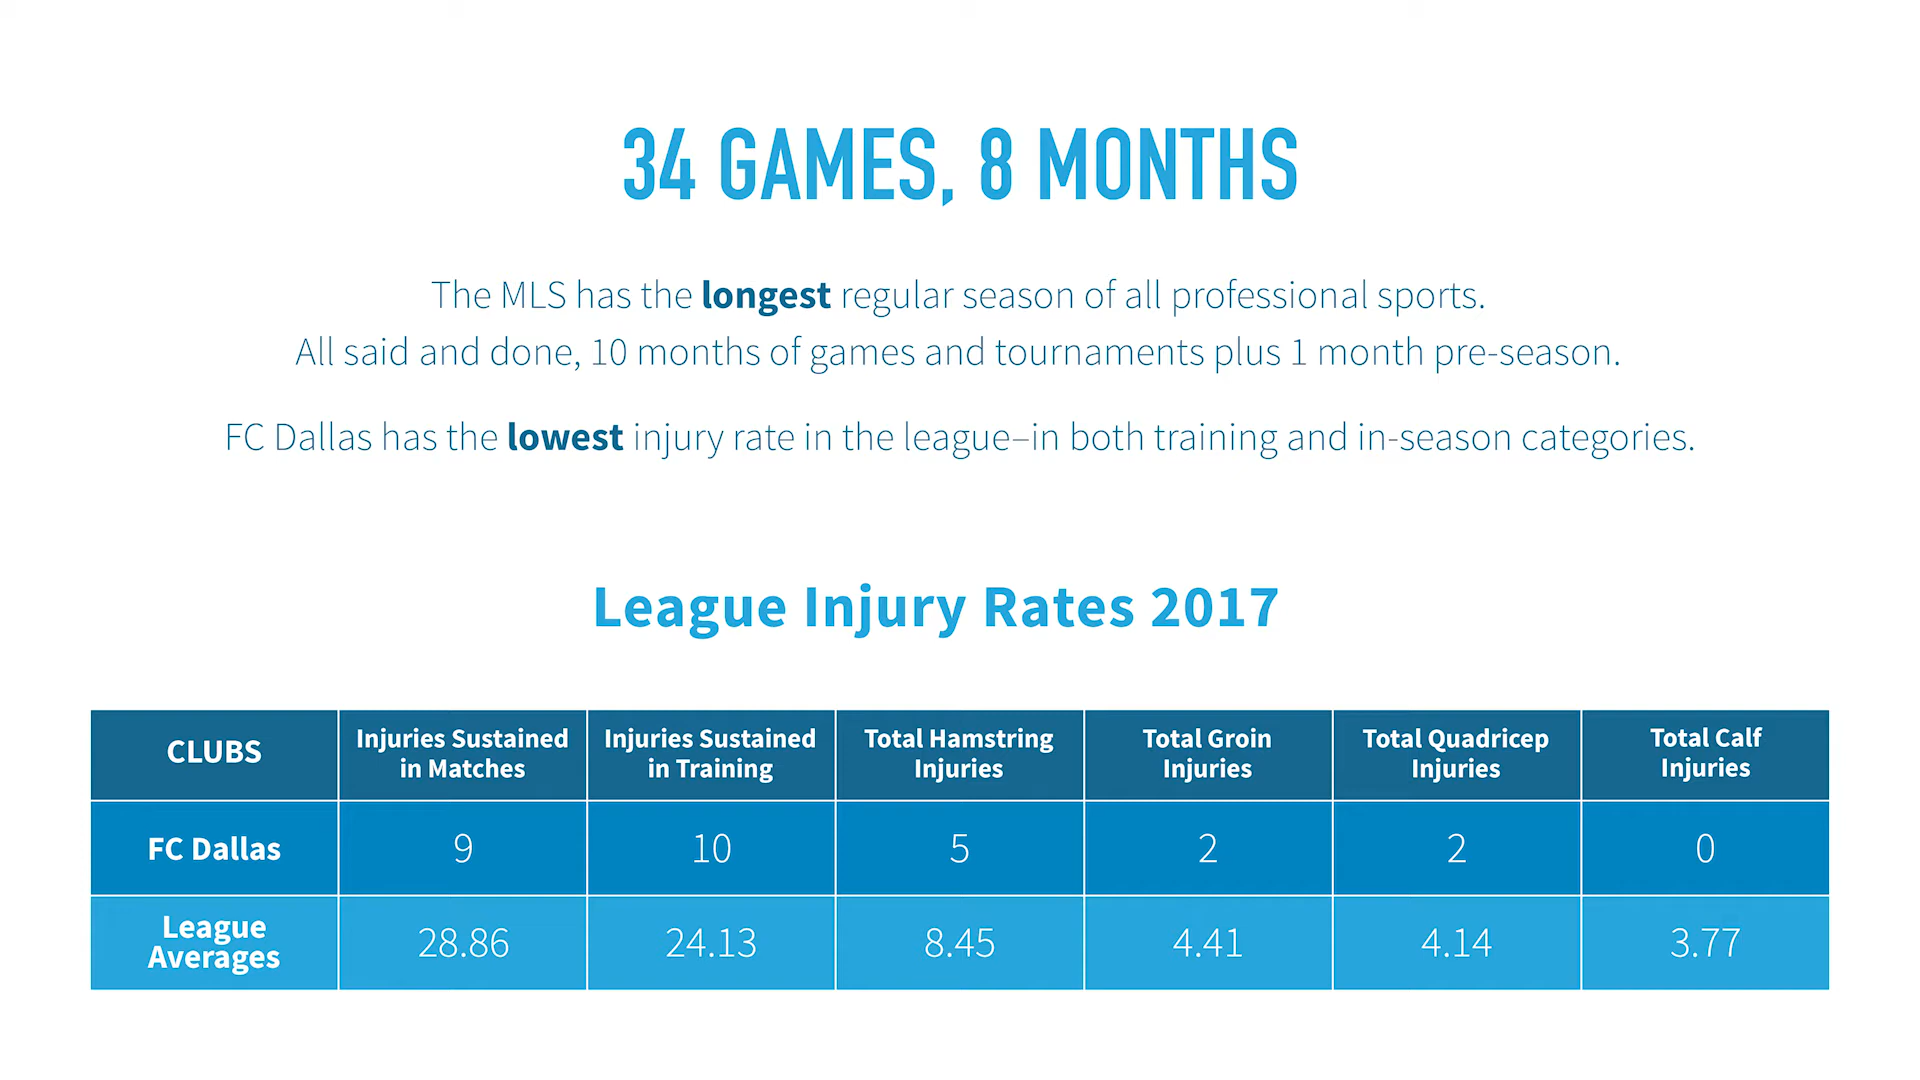 34 GAMES, 8 MONTHS
The MLS has the longest regular season of all professional sports.
All said and done, 10 months of games and tournaments plus 1 month pre-season.
FC Dallas has the lowest injury rate in the league–in both training and in-season categories.
League Injury Rates 2017
CLUBS
Injuries Sustained
in Matches
Injuries Sustained
in Training
Total Hamstring
Injuries
Total Groin
Injuries
Total Quadricep
Injuries
Total Calf
Injuries
FC Dallas
9
10
5
2
2
0
League
Averages
28.86
24.13
8.45
4.41
4.14
3.77